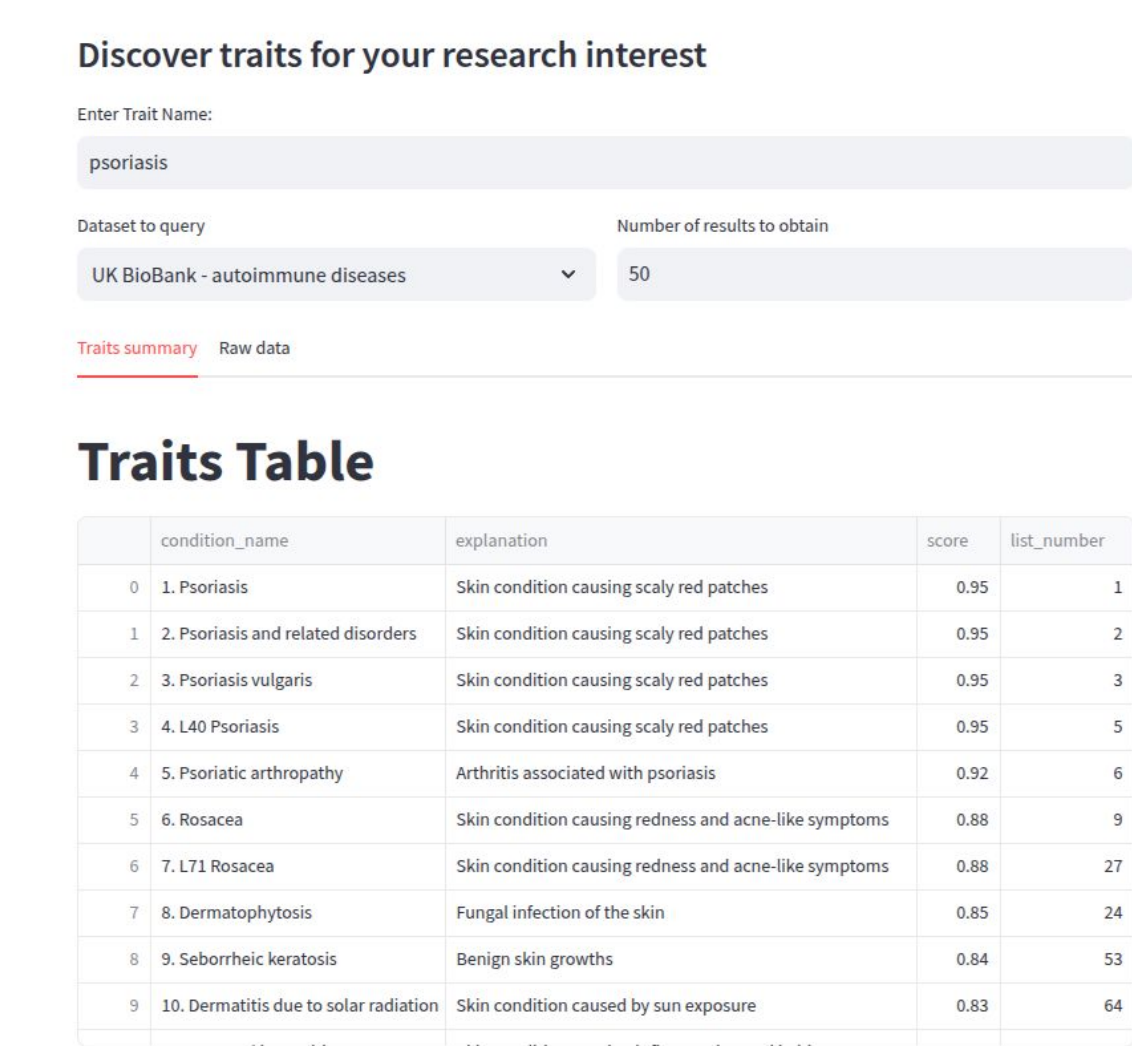 Discover traits for your research interest
Enter Trait Name:
psoriasis
Dataset to query Number of results to obtain
UK BioBank - autoimmune diseases 50
Traits summary Raw data
Traits Table
condition_name explanation score list_number
0 1. Psoriasis Skin condition causing scaly red patches 0.95 1
1 2. Psoriasis and related disorders Skin condition causing scaly red patches 0.95 2
2 3. Psoriasis vulgaris Skin condition causing scaly red patches 0.95 3
3 4. L40 Psoriasis Skin condition causing scaly red patches 0.95 5
4 5. Psoriatic arthropathy Arthritis associated with psoriasis 0.92 6
5 6. Rosacea Skin condition causing redness and acne-like symptoms 0.88 9
6 7. L71 Rosacea Skin condition causing redness and acne-like symptoms 0.88 27
7 8. Dermatophytosis Fungal infection of the skin 0.85 24
8 9. Seborrheic keratosis Benign skin growths 0.84 53
9 10. Dermatitis due to solar radiation Skin condition caused by sun exposure 0.83 64